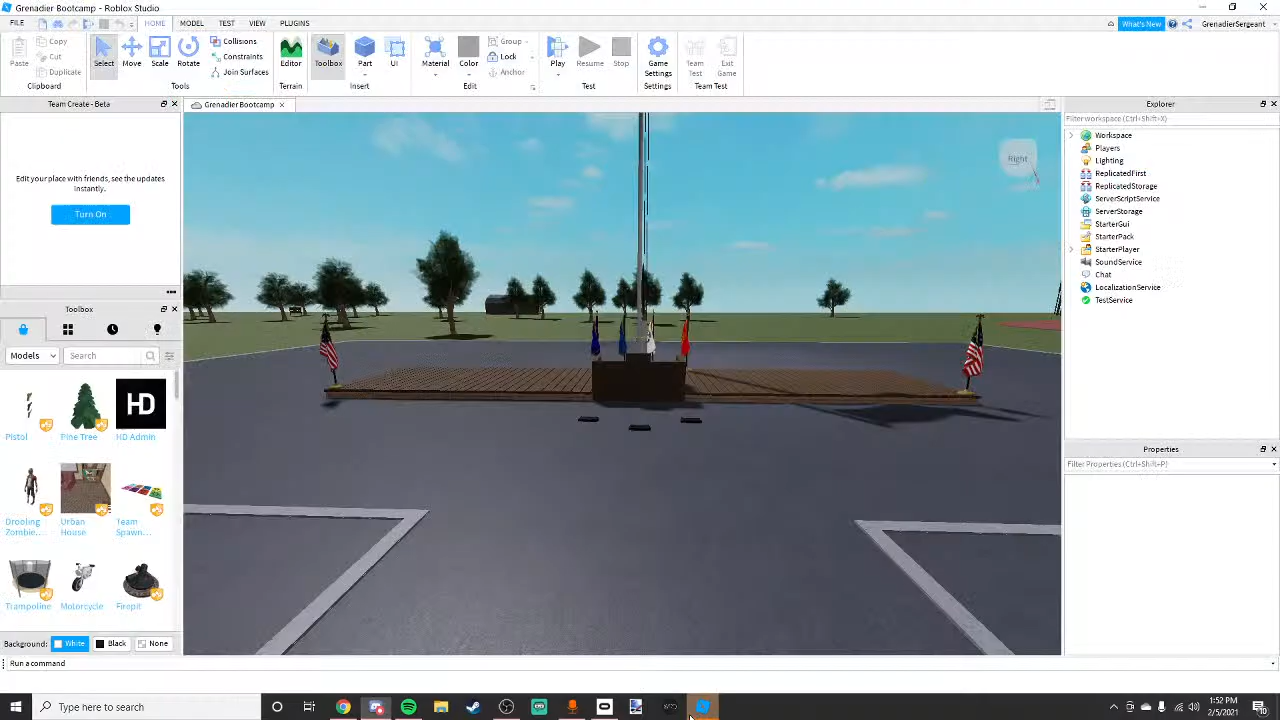 Grenadier Bootcamp - Roblox Studio
FILE
HOME
MODEL
TEST
VIEW
PLUGINS
What's New
GrenadierSergeant
Paste
Copy
Cut
Duplicate
Clipboard
Select
Move
Scale
Rotate
Collisions
Constraints
Join Surfaces
Tools
Editor
Terrain
Toolbox
Part
UI
Insert
Material
Color
Group
Lock
Anchor
Edit
Play
Resume
Stop
Test
Game Settings
Settings
Team Test
Exit Game
Team Test
Team Create - Beta
Grenadier Bootcamp
Edit your place with friends, see the updates
instantly.
Turn On
Toolbox
Models
Search
Pistol
Pine Tree
HD
HD Admin
Drooling Zombie...
Urban House
Team Spawn...
Trampoline
Motorcycle
Firepit
Background:
White
Black
None
Right
Explorer
Filter workspace (Ctrl+Shift+X)
Workspace
Players
Lighting
ReplicatedFirst
ReplicatedStorage
ServerScriptService
ServerStorage
StarterGui
StarterPack
StarterPlayer
SoundService
Chat
LocalizationService
TestService
Properties
Filter Properties (Ctrl+Shift+P)
Run a command
Type here to search
1:52 PM
2/5/2021